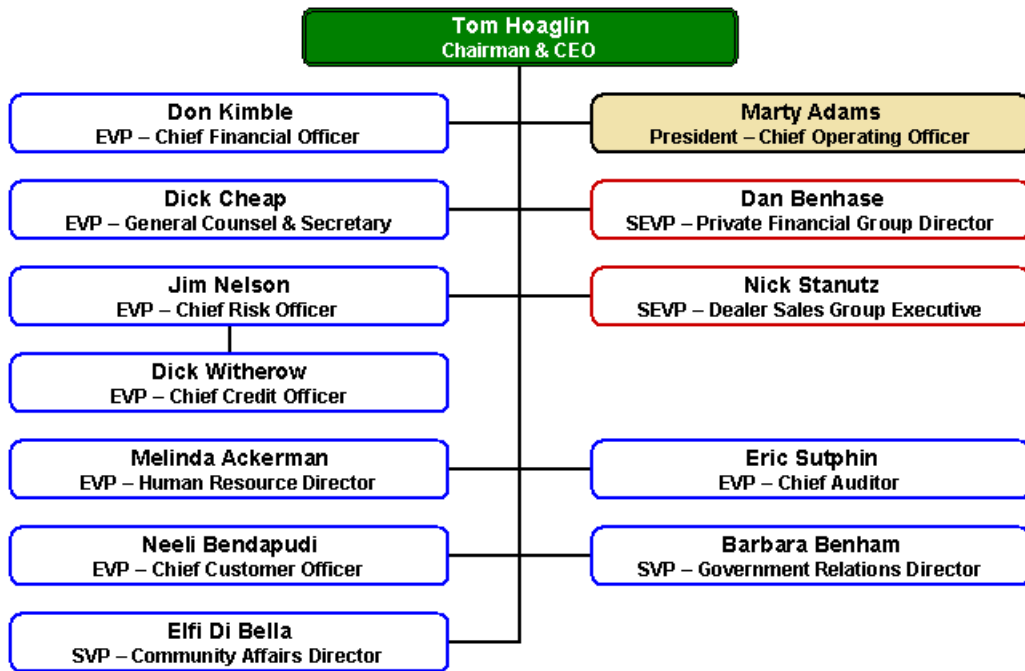 Tom Hoaglin
Chairman & CEO
Don Kimble
EVP – Chief Financial Officer
Marty Adams
President – Chief Operating Officer
Dick Cheap
EVP – General Counsel & Secretary
Dan Benhase
SEVP – Private Financial Group Director
Jim Nelson
EVP – Chief Risk Officer
Nick Stanutz
SEVP – Dealer Sales Group Executive
Dick Witherow
EVP – Chief Credit Officer
Melinda Ackerman
EVP – Human Resource Director
Eric Sutphin
EVP – Chief Auditor
Neeli Bendapudi
EVP – Chief Customer Officer
Barbara Benham
SVP – Government Relations Director
Elfi Di Bella
SVP – Community Affairs Director